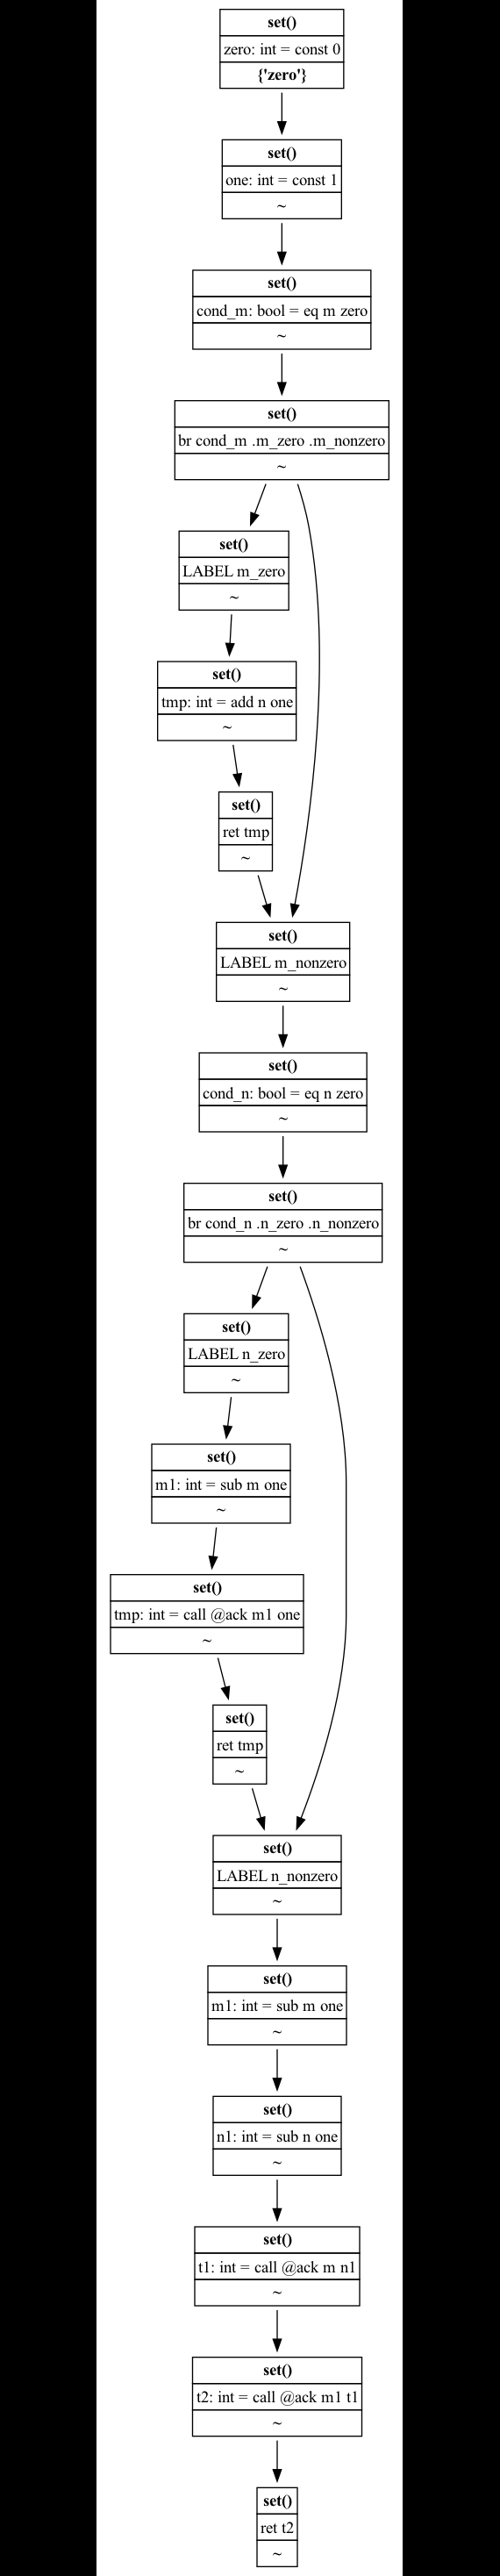 set()
zero: int = const 0
{'zero'}
set()
one: int = const 1
~
set()
cond_m: bool = eq m zero
~
set()
br cond_m .m_zero .m_nonzero
~
set()
LABEL m_zero
~
set()
tmp: int = add n one
~
set()
ret tmp
~
set()
LABEL m_nonzero
~
set()
cond_n: bool = eq n zero
~
set()
br cond_n .n_zero .n_nonzero
~
set()
LABEL n_zero
~
set()
m1: int = sub m one
~
set()
tmp: int = call @ack m1 one
~
set()
ret tmp
~
set()
LABEL n_nonzero
~
set()
m1: int = sub m one
~
set()
n1: int = sub n one
~
set()
t1: int = call @ack m n1
~
set()
t2: int = call @ack m1 t1
~
set()
ret t2
~